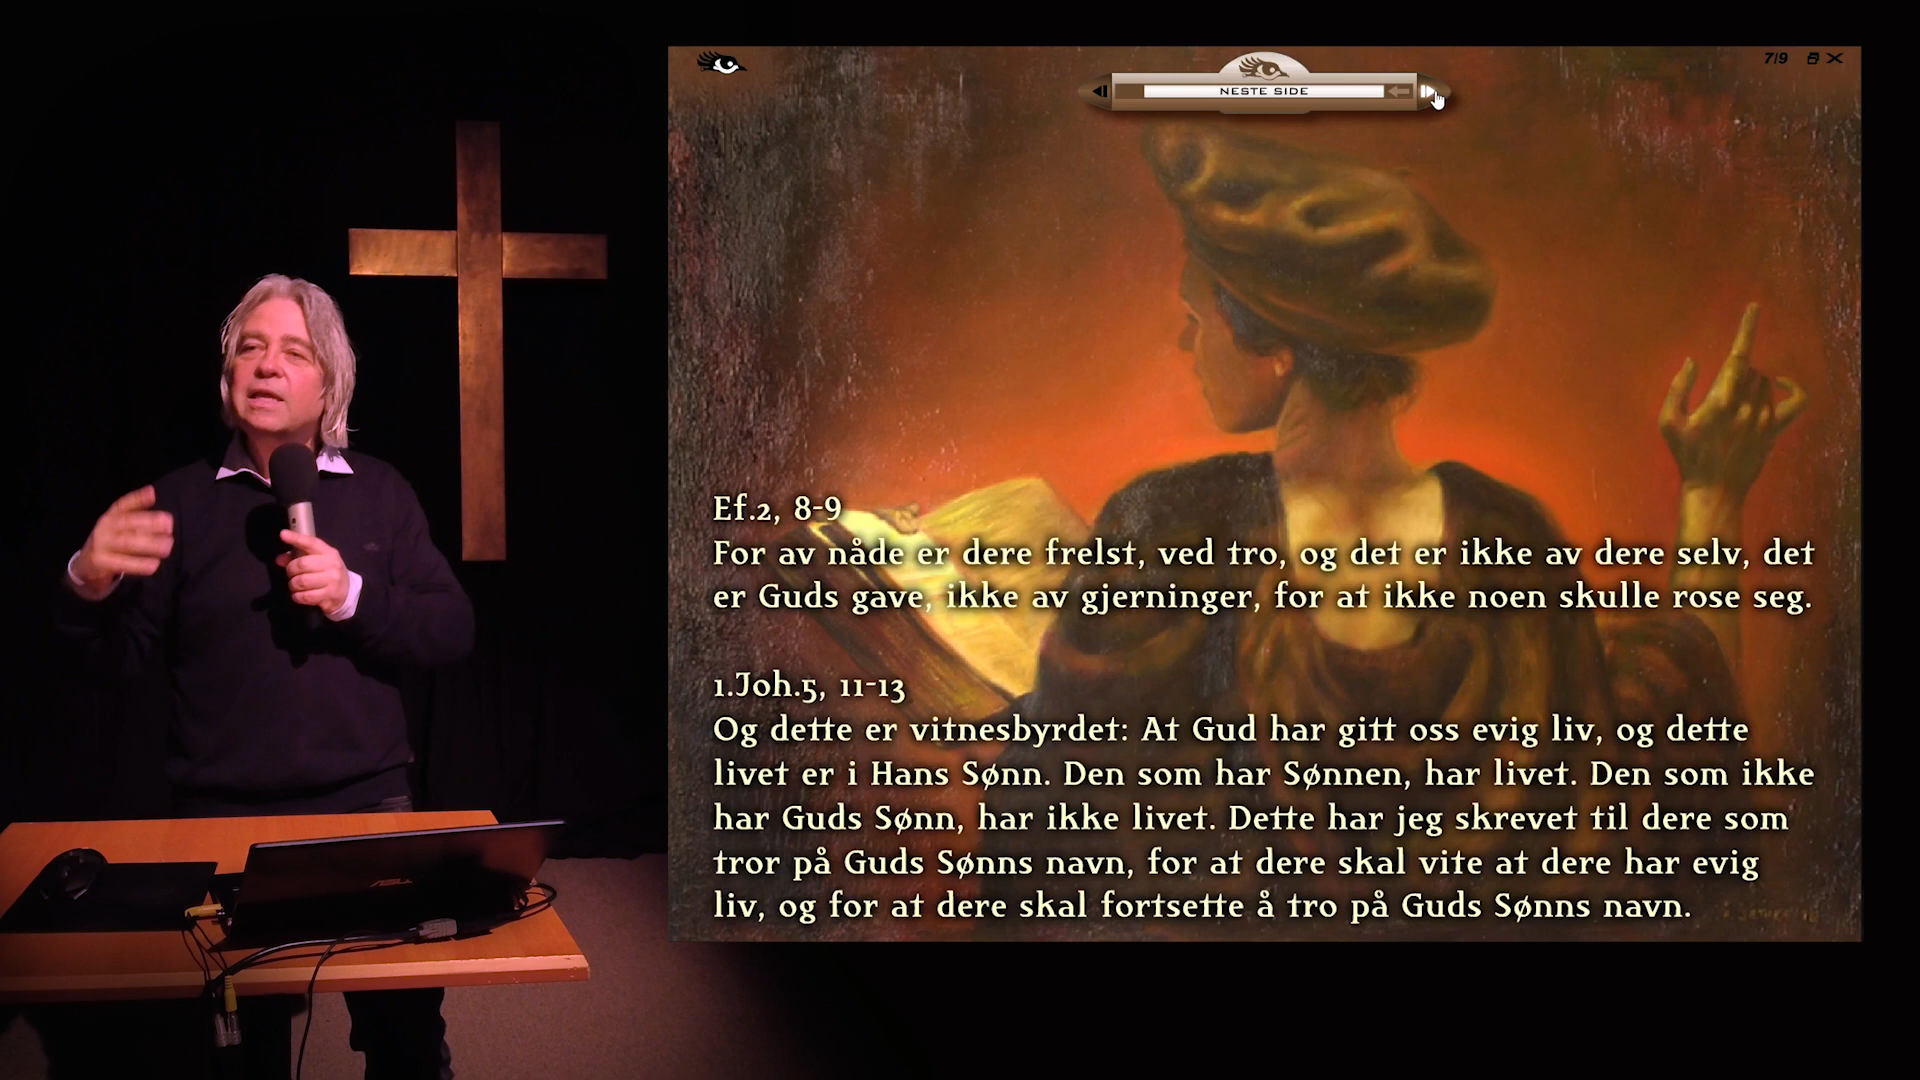 7/9
NESTE SIDE
Ef.2, 8-9
For av nåde er dere frelst, ved tro, og det er ikke av dere selv, det
er Guds gave, ikke av gjerninger, for at ikke noen skulle rose seg.
1.Joh.5, 11-13
Og dette er vitnesbyrdet: At Gud har gitt oss evig liv, og dette
livet er i Hans Sønn. Den som har Sønnen, har livet. Den som ikke
har Guds Sønn, har ikke livet. Dette har jeg skrevet til dere som
tror på Guds Sønns navn, for at dere skal vite at dere har evig
liv, og for at dere skal fortsette å tro på Guds Sønns navn.